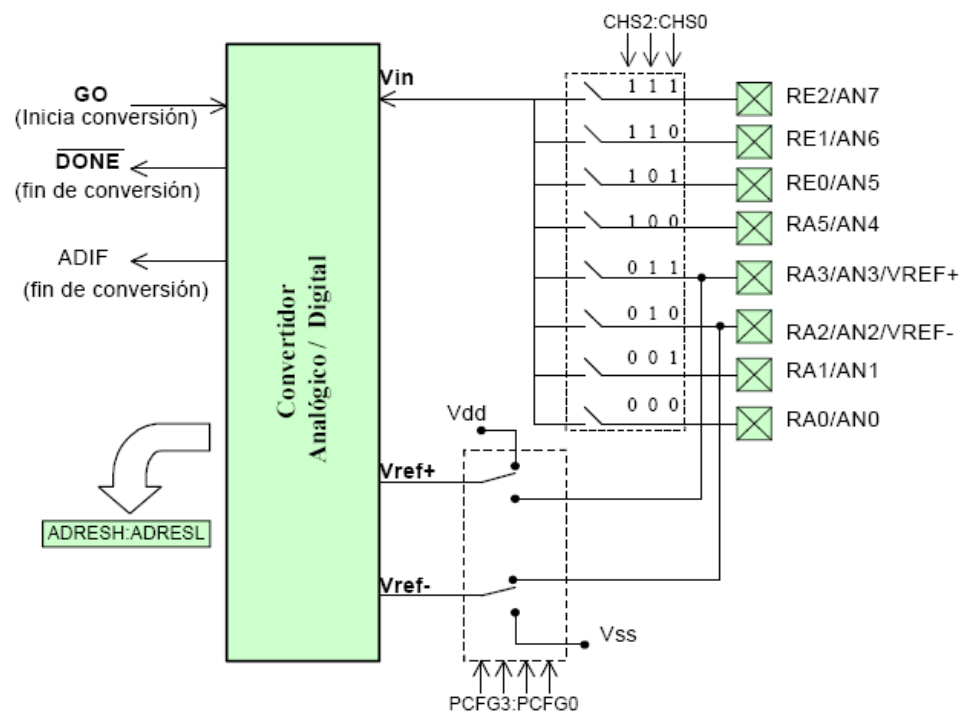 CHS2:CHS0
Vin
GO
(Inicia conversión)
DONE
(fin de conversión)
ADIF
(fin de conversión)
Convertidor
Analógico / Digital
1 1 1
RE2/AN7
1 1 0
RE1/AN6
1 0 1
RE0/AN5
1 0 0
RA5/AN4
0 1 1
RA3/AN3/VREF+
0 1 0
RA2/AN2/VREF-
0 0 1
RA1/AN1
0 0 0
RA0/AN0
Vdd
Vref+
ADRESH:ADRESL
Vref-
Vss
PCFG3:PCFG0